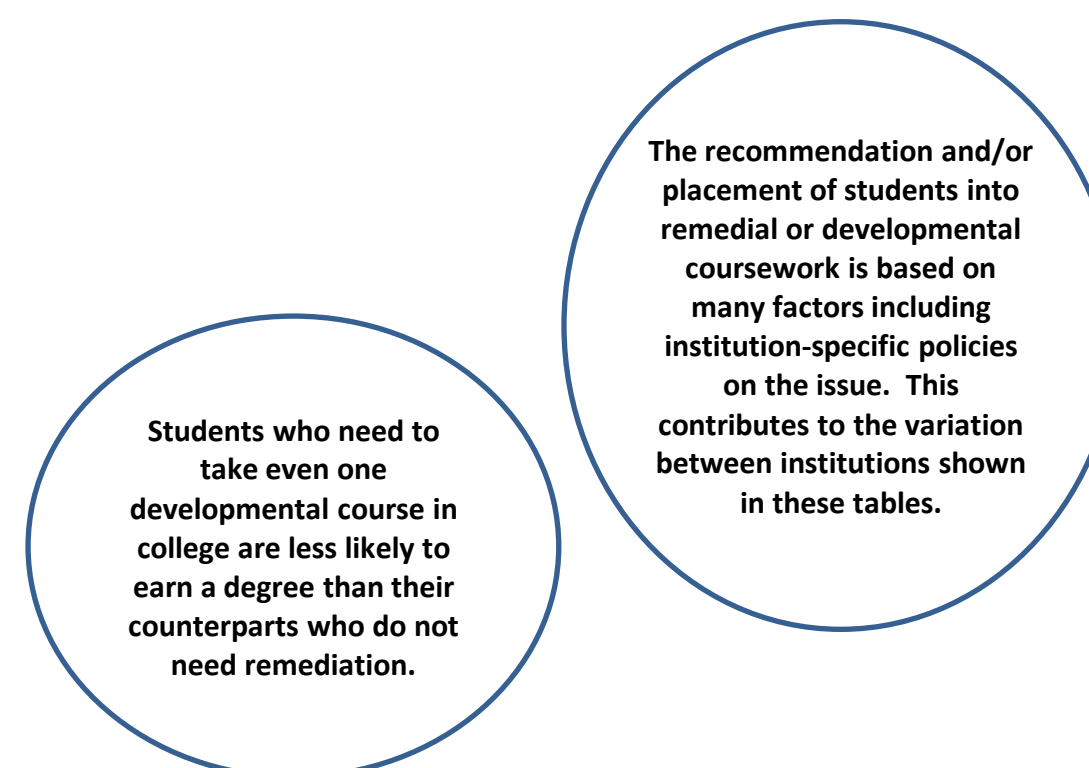 The recommendation and/or
placement of students into
remedial or developmental
coursework is based on
many factors including
institution-specific policies
on the issue.  This
contributes to the variation
between institutions shown
in these tables.
Students who need to
take even one
developmental course in
college are less likely to
earn a degree than their
counterparts who do not
need remediation.